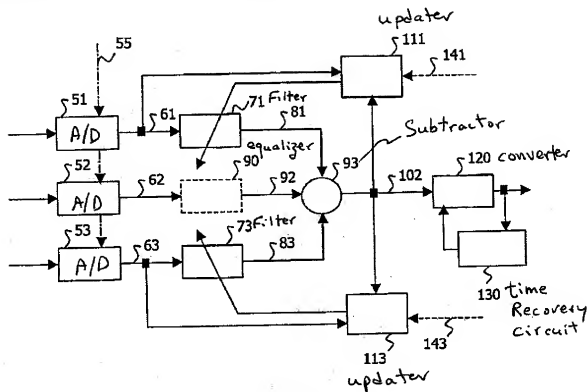 updater
55
111
141
51
61
71 Filter
81
Subtractor
A/D
equalizer
93
120 converter
52
62
90
92
102
A/D
53
63
73 Filter
83
A/D
130 time
Recovery
circuit
143
113
updater